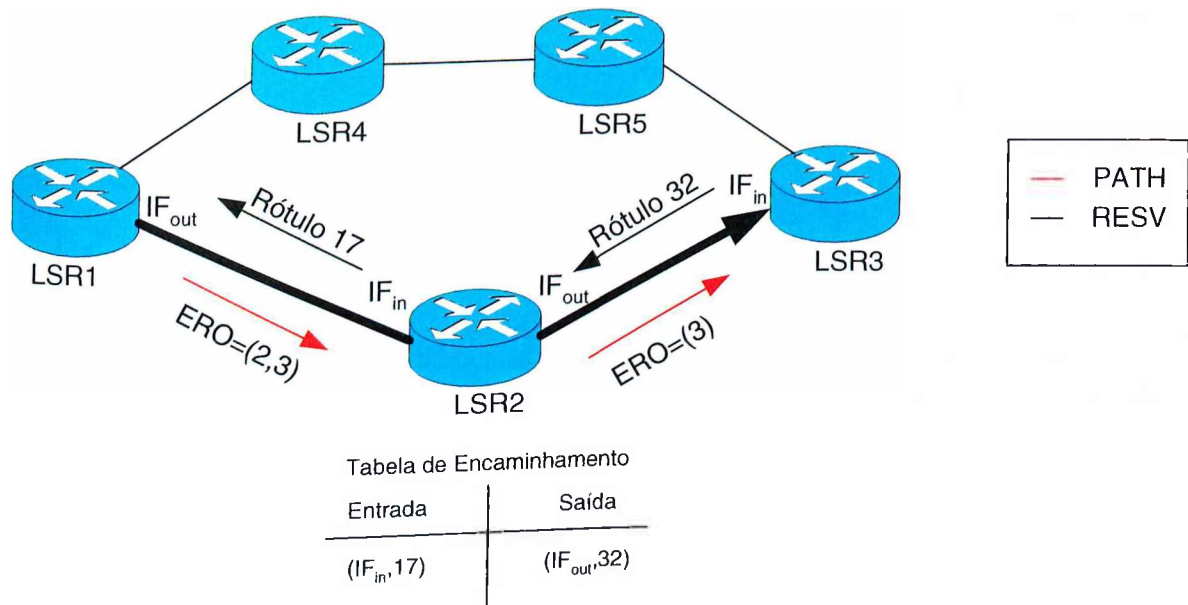 LSR4
LSR5
LSR1
IFout
Rótulo 17
IFin
ERO=(2,3)
LSR2
IFout
Rótulo 32
IFin
ERO=(3)
LSR3
PATH
RESV
Tabela de Encaminhamento
Entrada Saída
(IFin,17) (IFout,32)